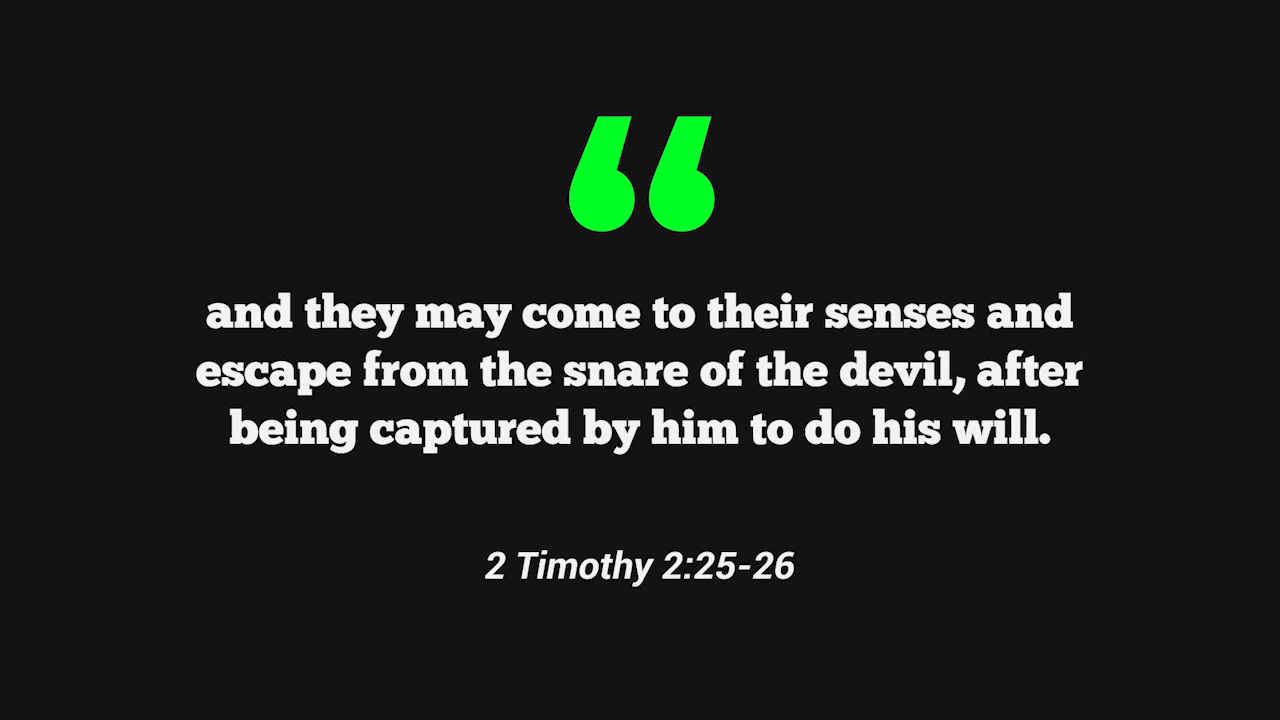 “
and they may come to their senses and
escape from the snare of the devil, after
being captured by him to do his will.
2 Timothy 2:25-26